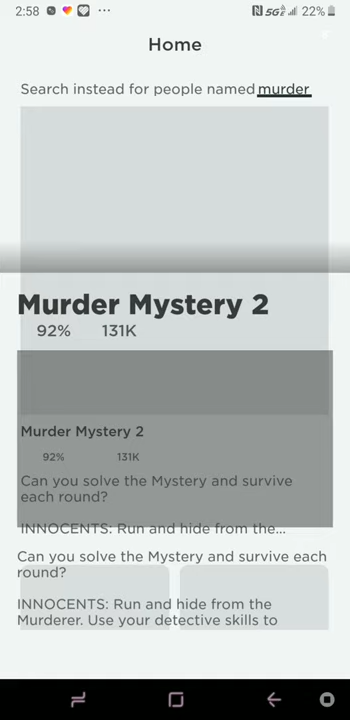 2:58
5G
22%
Home
Search instead for people named murder
Murder Mystery 2
92% 131K
Murder Mystery 2
92% 131K
Can you solve the Mystery and survive
each round?
INNOCENTS: Run and hide from the...
Can you solve the Mystery and survive each
round?
INNOCENTS: Run and hide from the
Murderer. Use your detective skills to